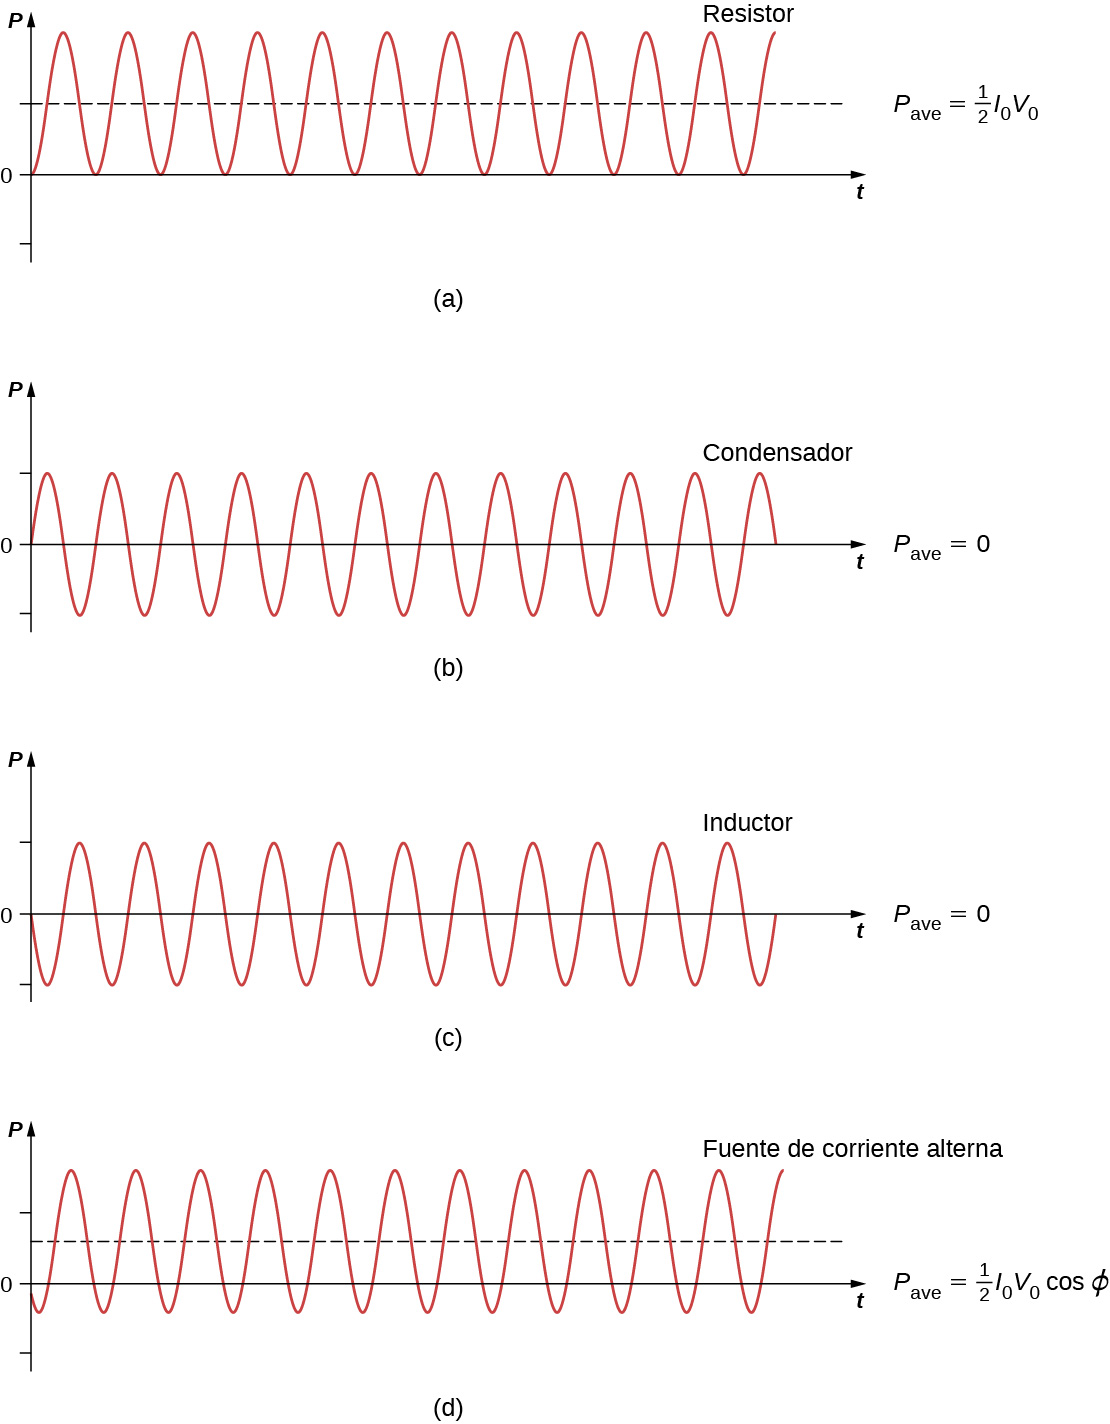 P
Resistor
P_ave = 1/2 I_0V_0
0
t
(a)
P
Condensador
0
P_ave = 0
t
(b)
P
Inductor
0
P_ave = 0
t
(c)
P
Fuente de corriente alterna
0
P_ave = 1/2 I_0V_0 cos ϕ
t
(d)